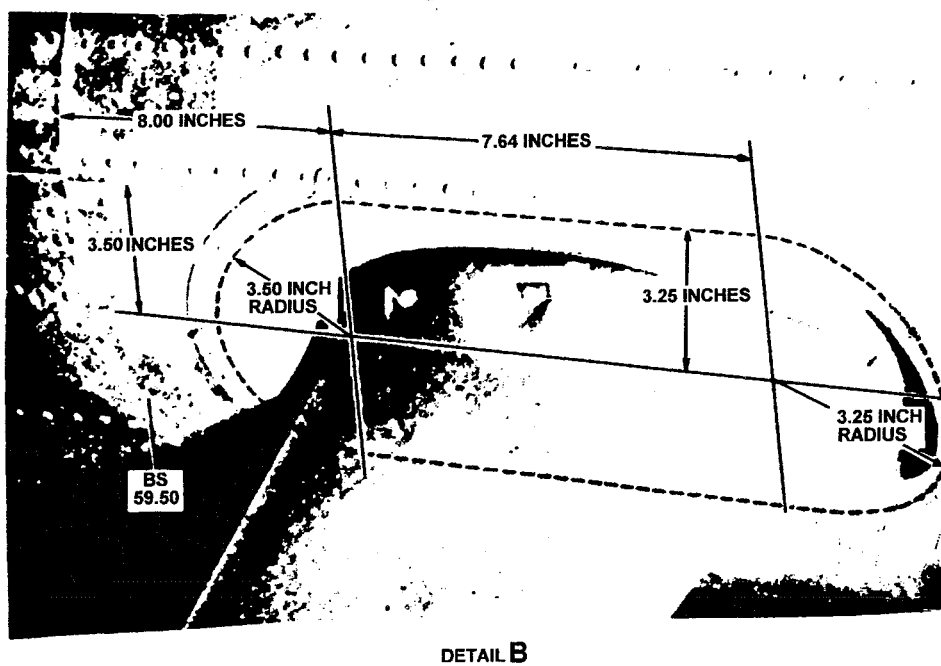 8.00 INCHES
7.64 INCHES
3.50 INCHES
3.50 INCH
RADIUS
3.25 INCHES
3.25 INCH
RADIUS
BS
59.50
DETAIL B